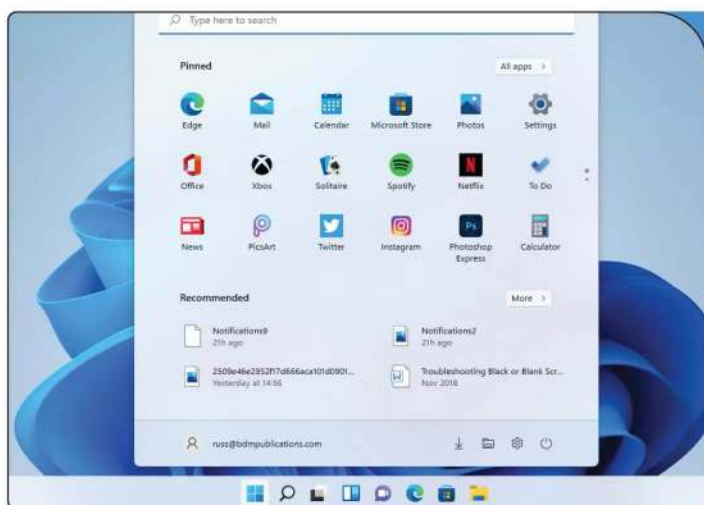 Type here to search
Pinned
All apps >
Edge
Mail
Calendar
Microsoft Store
Photos
Settings
Office
Xbox
Solitaire
Spotify
Netflix
To Do
N
Ps
News
PicsArt
Twitter
Instagram
Photoshop
Express
Calculator
Recommended
More >
Notifications9
21h ago
Notifications2
21h ago
2509e46e2952f17d666aca101d0901...
Yesterday at 14:56
Troubleshooting Black or Blank Scr...
Nov 2018
russ@bdmpublications.com